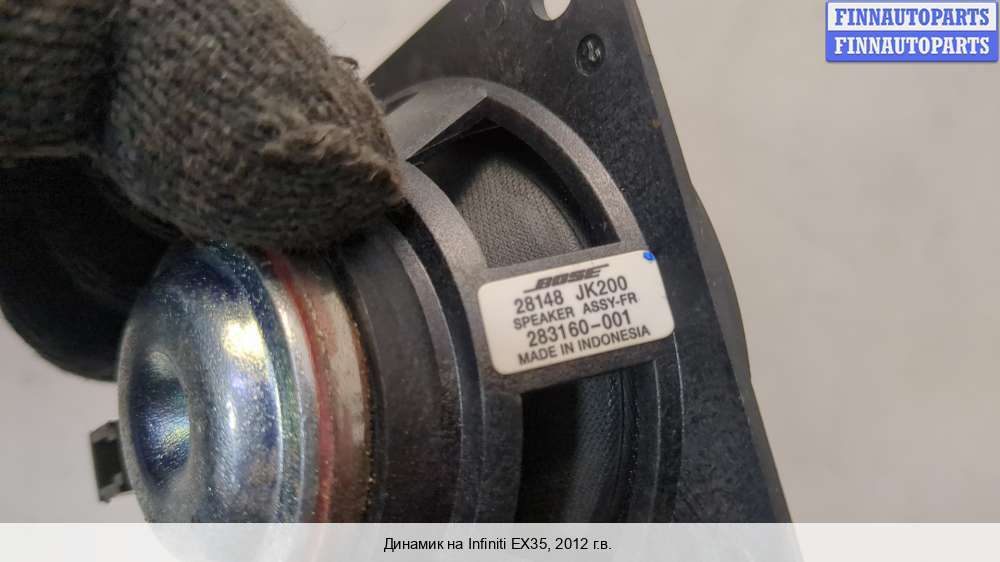 FINNAUTOPARTS
FINNAUTOPARTS
BOSE
28148 JK200
SPEAKER ASSY-FR
283160-001
MADE IN INDONESIA
Динамик на Infiniti EX35, 2012 г.в.